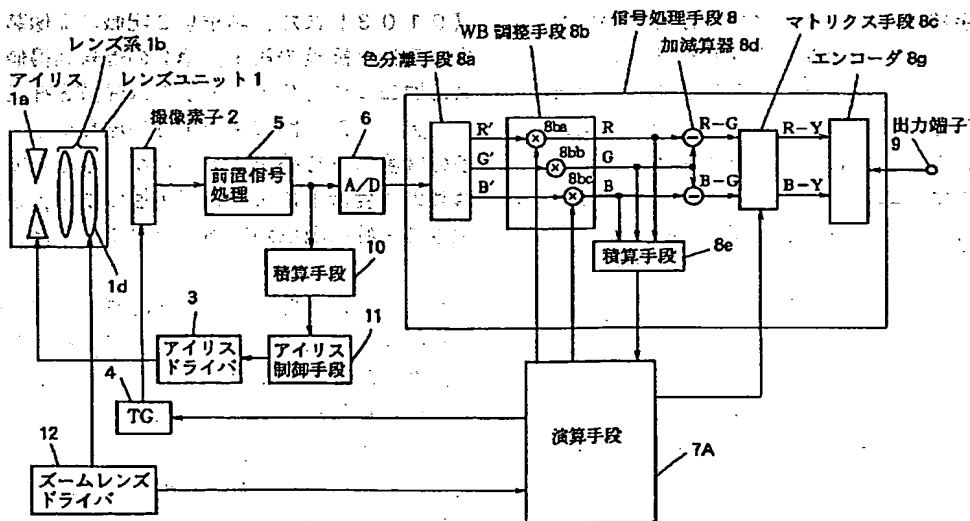 信号処理手段 8
マトリクス手段 8c
レンズ系 1b
WB 調整手段 8b
加減算器 8d
エンコーダ 8g
アイリス
1a
レンズユニット 1
色分離手段 8a
撮像素子 2
5
6
出力端子
9
前置信号
処理
A/D
R'
G'
B'
8ba
8bb
8bc
R
G
B
R-G
B-G
R-Y
B-Y
10
積算手段
積算手段
8e
1d
3
11
アイリス
ドライバ
アイリス
制御手段
4
TG
演算手段
7A
12
ズームレンズ
ドライバ